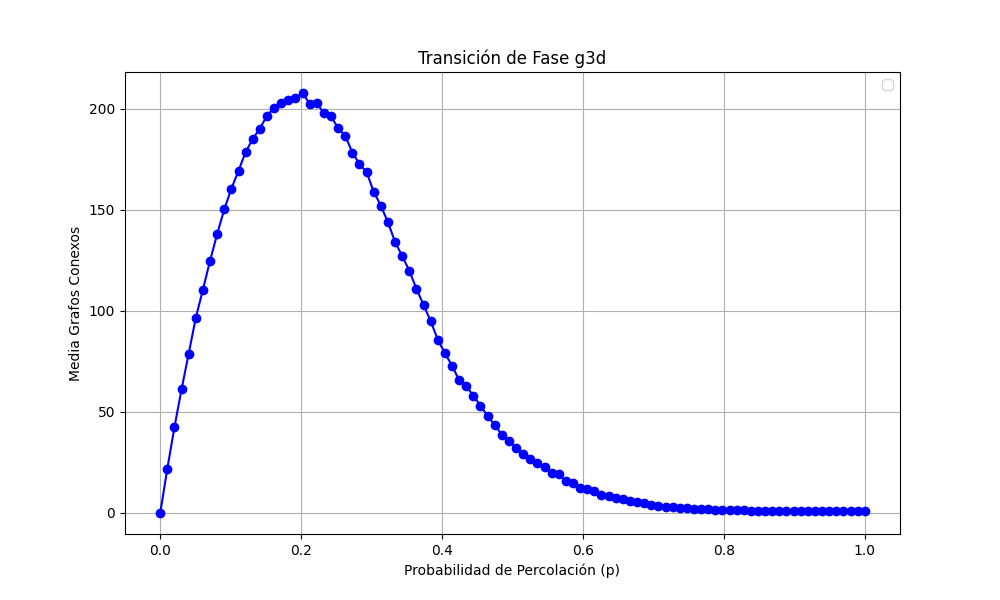 Transición de Fase g3d
Media Grafos Conexos
200
150
100
50
0
0.0 0.2 0.4 0.6 0.8 1.0
Probabilidad de Percolación (p)